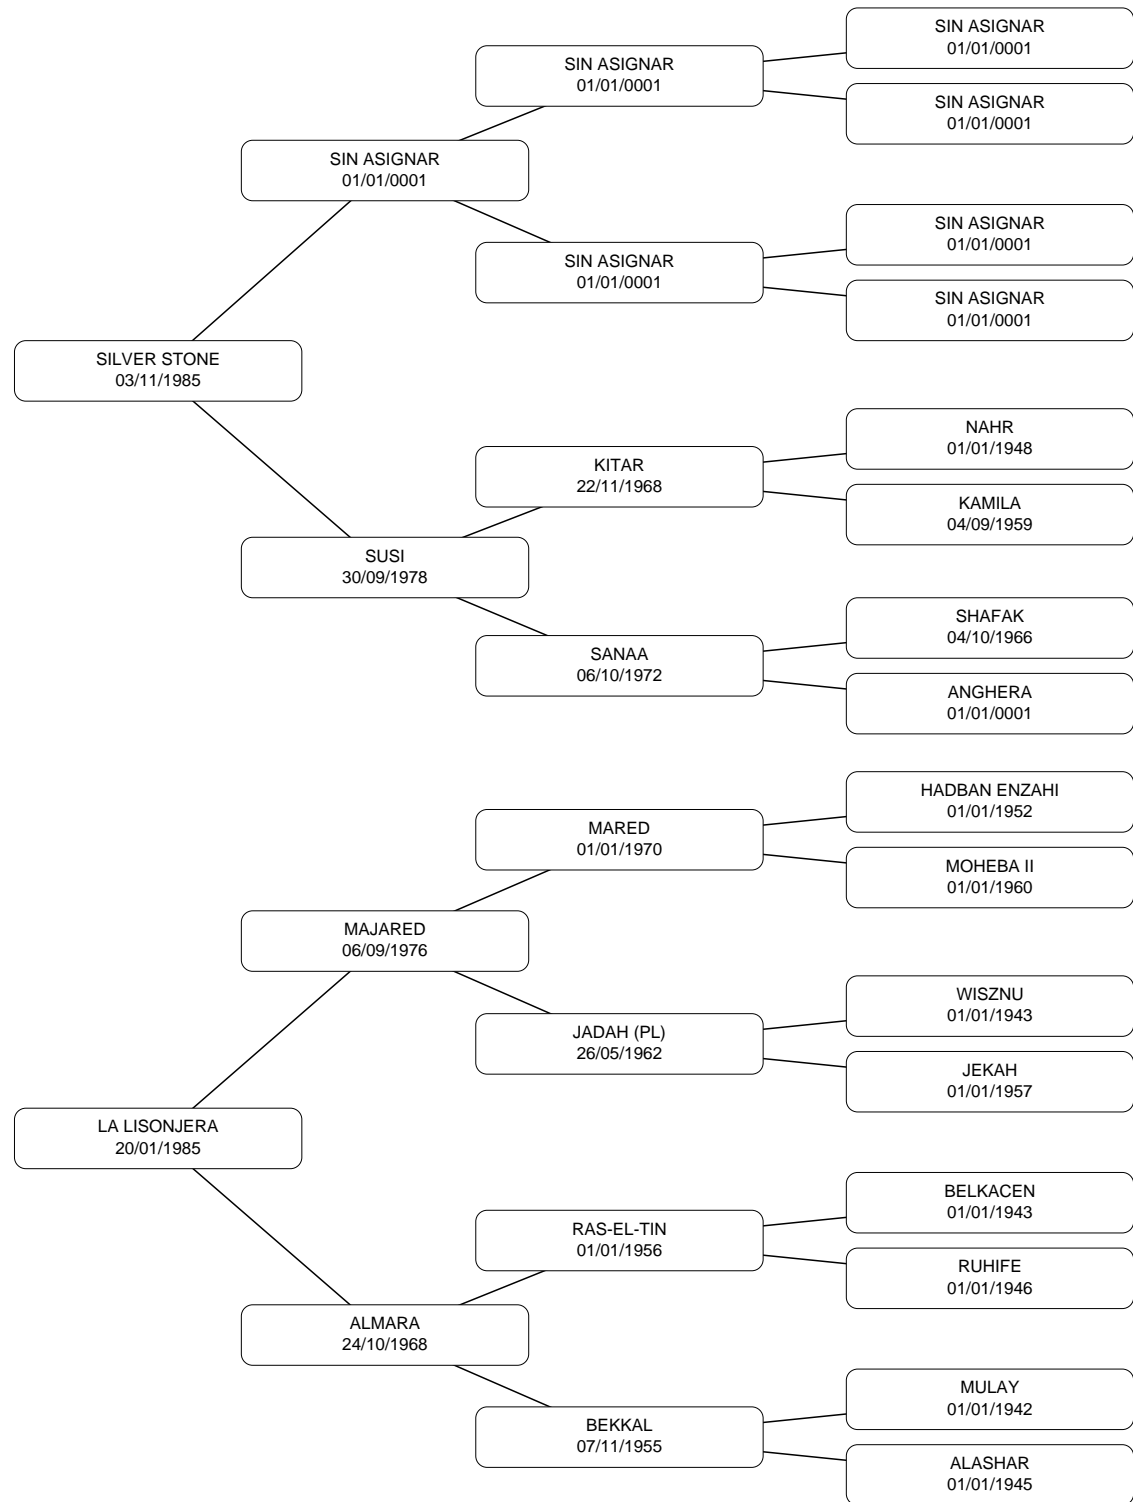 SIN ASIGNAR
01/01/0001
SIN ASIGNAR
01/01/0001
SIN ASIGNAR
01/01/0001
SIN ASIGNAR
01/01/0001
SIN ASIGNAR
01/01/0001
SIN ASIGNAR
01/01/0001
SIN ASIGNAR
01/01/0001
SILVER STONE
03/11/1985
NAHR
01/01/1948
KITAR
22/11/1968
KAMILA
04/09/1959
SUSI
30/09/1978
SHAFAK
04/10/1966
SANAA
06/10/1972
ANGHERA
01/01/0001
HADBAN ENZAHI
01/01/1952
MARED
01/01/1970
MOHEBA II
01/01/1960
MAJARED
06/09/1976
WISZNU
01/01/1943
JADAH (PL)
26/05/1962
JEKAH
01/01/1957
LA LISONJERA
20/01/1985
BELKACEN
01/01/1943
RAS-EL-TIN
01/01/1956
RUHIFE
01/01/1946
ALMARA
24/10/1968
MULAY
01/01/1942
BEKKAL
07/11/1955
ALASHAR
01/01/1945